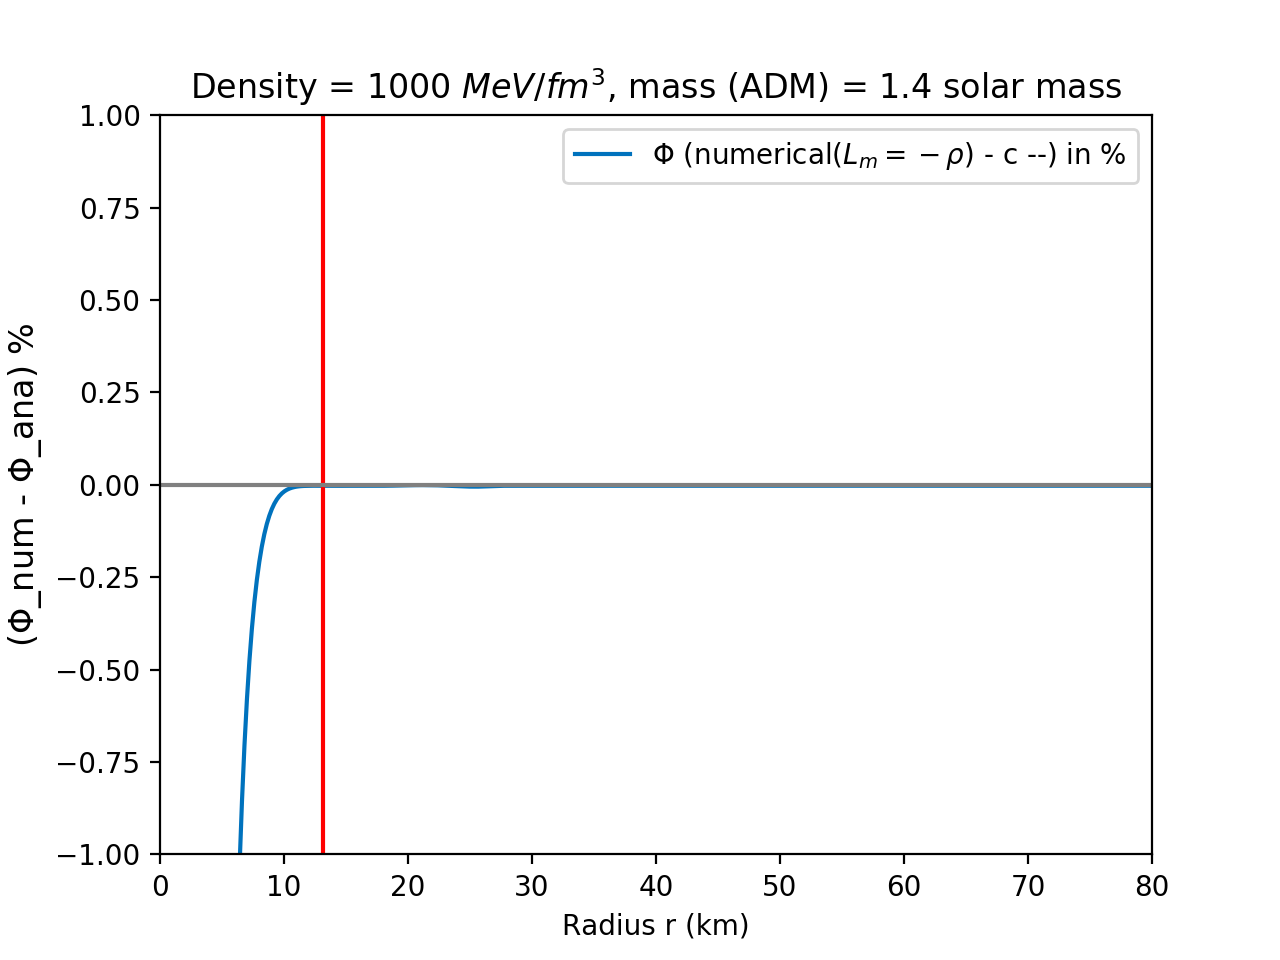 Density = 1000 MeV/fm³, mass (ADM) = 1.4 solar mass
Φ (numerical(Lₘ = −ρ) - c --) in %
(Φ_num - Φ_ana) %
1.00
0.75
0.50
0.25
0.00
−0.25
−0.50
−0.75
−1.00
0 10 20 30 40 50 60 70 80
Radius r (km)